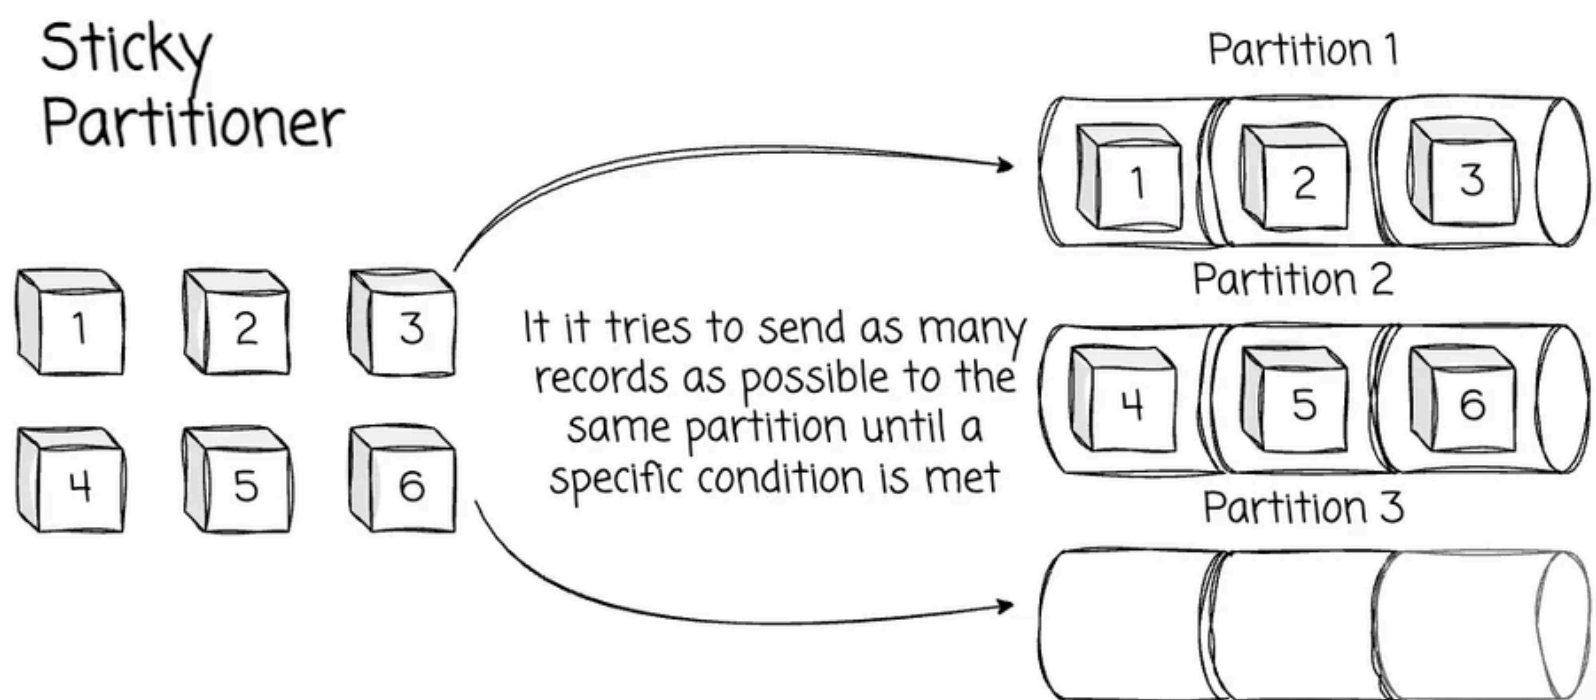 Sticky
Partitioner
1 2 3
4 5 6
It it tries to send as many
records as possible to the
same partition until a
specific condition is met
Partition 1
1 2 3
Partition 2
4 5 6
Partition 3